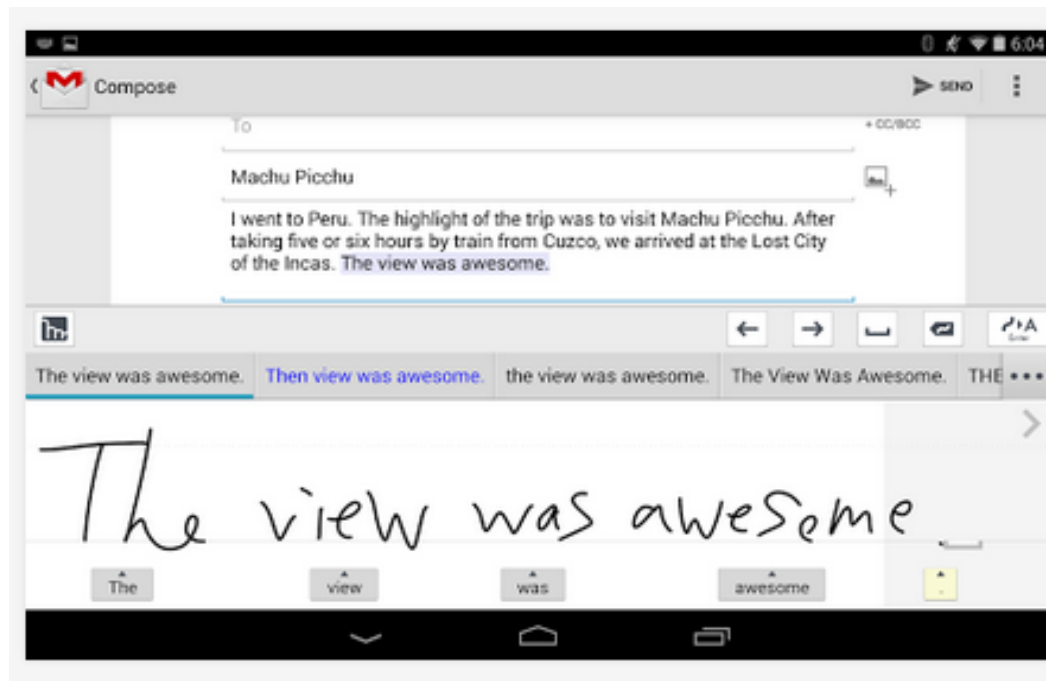 6:04
Compose SEND
To + CC/BCC
Machu Picchu
I went to Peru. The highlight of the trip was to visit Machu Picchu. After
taking five or six hours by train from Cuzco, we arrived at the Lost City
of the Incas. The view was awesome.
The view was awesome. Then view was awesome. the view was awesome. The View Was Awesome. THE
The view was awesome.
The view was awesome .